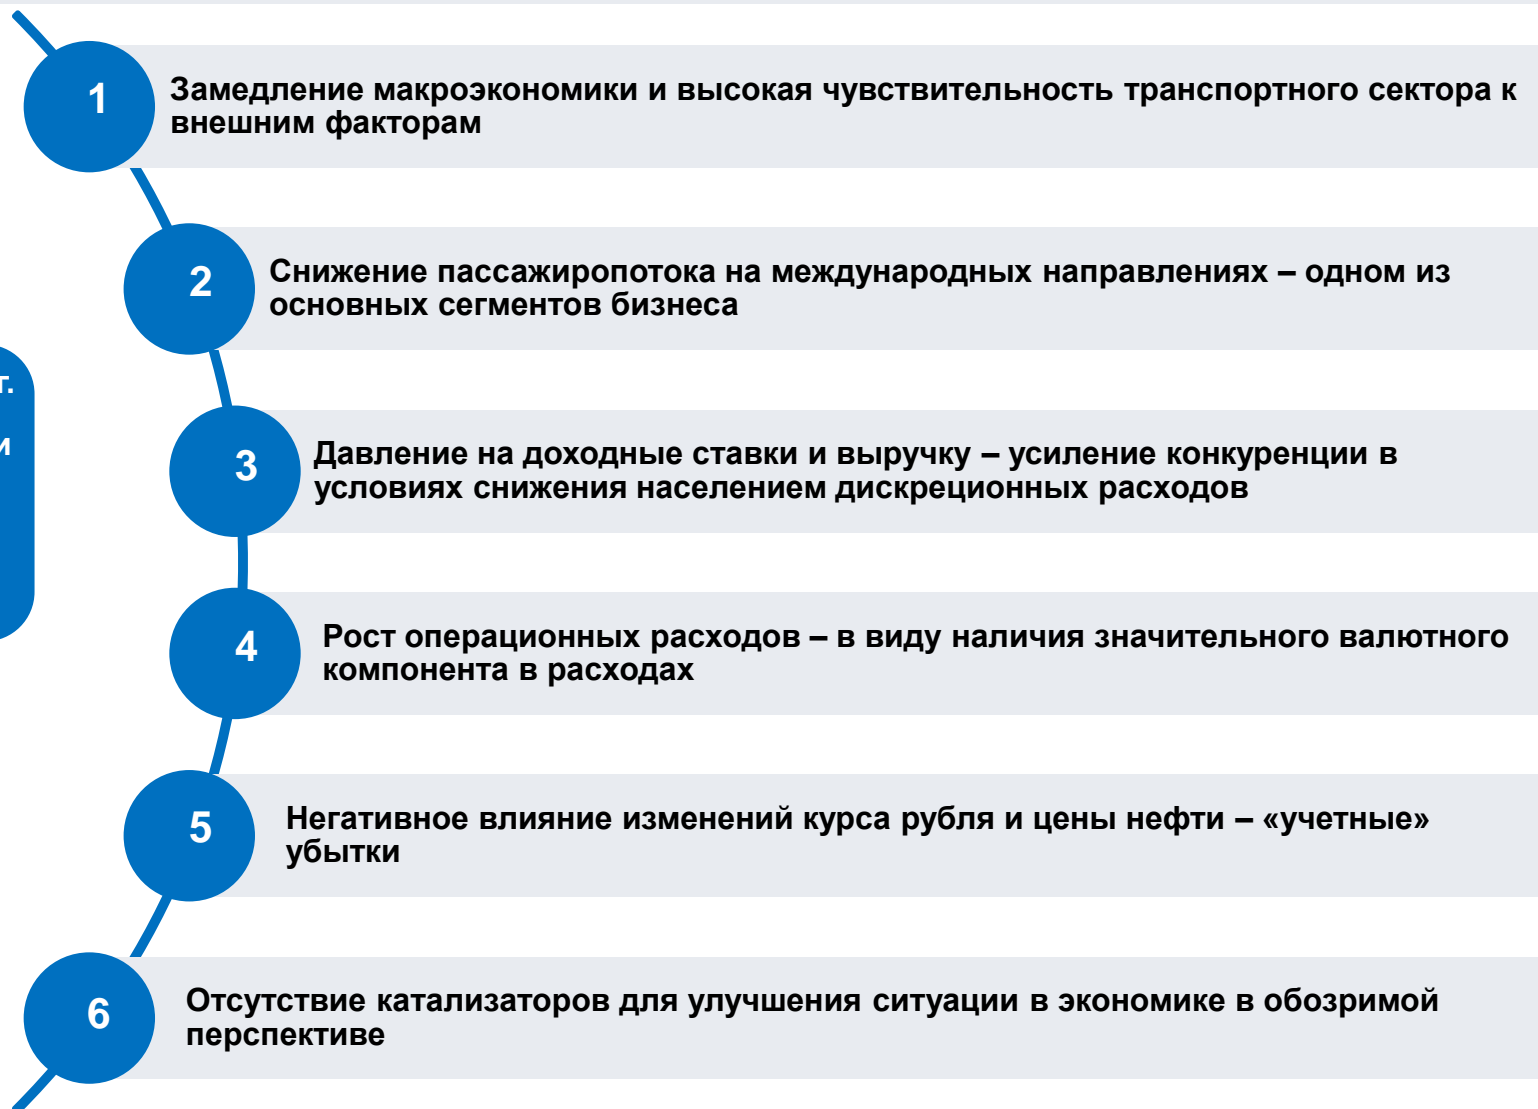 1
Замедление макроэкономики и высокая чувствительность транспортного сектора к
внешним факторам
2
Снижение пассажиропотока на международных направлениях – одном из
основных сегментов бизнеса
г.
и
3
Давление на доходные ставки и выручку – усиление конкуренции в
условиях снижения населением дискреционных расходов
4
Рост операционных расходов – в виду наличия значительного валютного
компонента в расходах
5
Негативное влияние изменений курса рубля и цены нефти – «учетные»
убытки
6
Отсутствие катализаторов для улучшения ситуации в экономике в обозримой
перспективе